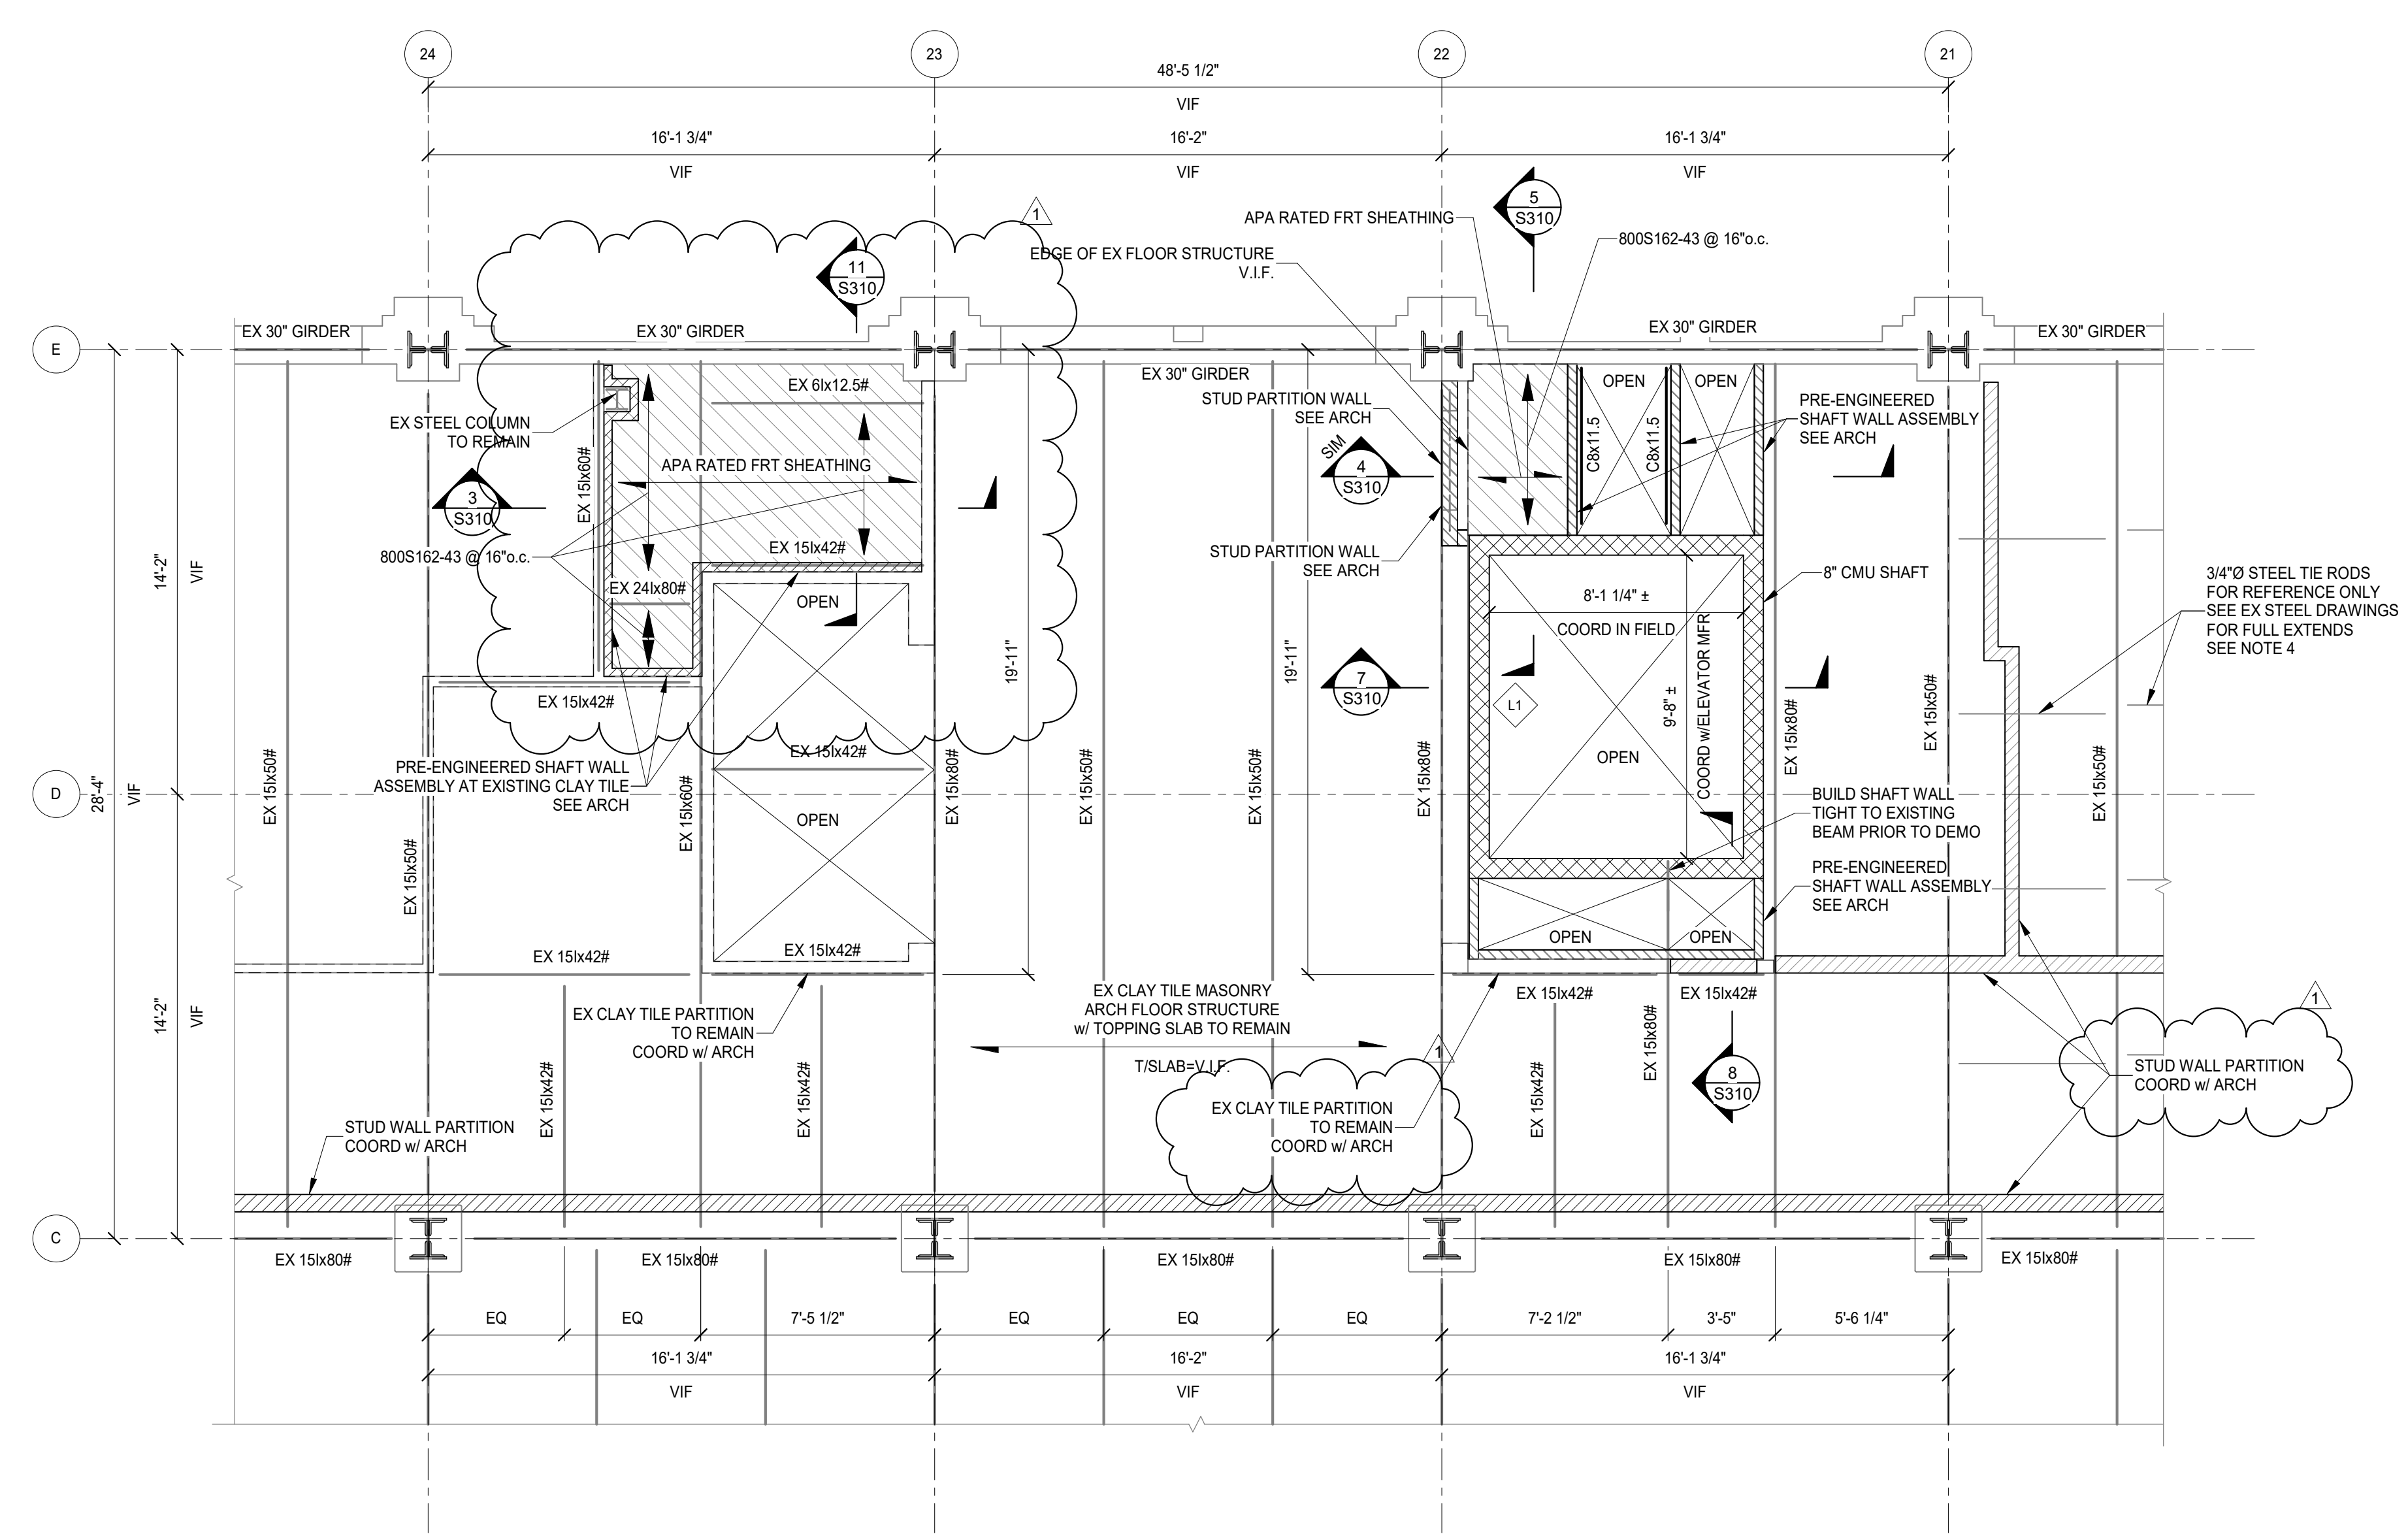 24
23
22
21
48'-5 1/2"
VIF
16'-1 3/4"
VIF
16'-2"
VIF
16'-1 3/4"
VIF
1
5
S310
APA RATED FRT SHEATHING
800S162-43 @ 16"o.c.
EDGE OF EX FLOOR STRUCTURE
V.I.F.
11
S310
E
EX 30" GIRDER
EX 30" GIRDER
EX 30" GIRDER
EX 30" GIRDER
EX 30" GIRDER
EX 6Ix12.5#
OPEN
OPEN
STUD PARTITION WALL
SEE ARCH
PRE-ENGINEERED
SHAFT WALL ASSEMBLY
SEE ARCH
EX STEEL COLUMN
TO REMAIN
C8x11.5
C8x11.5
SIM
4
S310
APA RATED FRT SHEATHING
EX 15Ix60#
3
S310
800S162-43 @ 16"o.c.
EX 15Ix42#
STUD PARTITION WALL
SEE ARCH
14'-2"
VIF
EX 24Ix80#
OPEN
8" CMU SHAFT
3/4"Ø STEEL TIE RODS
FOR REFERENCE ONLY
SEE EX STEEL DRAWINGS
FOR FULL EXTENDS
SEE NOTE 4
8'-1 1/4" ±
COORD IN FIELD
19'-11"
19'-11"
7
S310
L1
9'-8" ±
COORD w/ELEVATOR MFR
EX 15Ix42#
OPEN
EX 15Ix42#
PRE-ENGINEERED SHAFT WALL
ASSEMBLY AT EXISTING CLAY TILE
SEE ARCH
EX 15Ix50#
EX 15Ix60#
EX 15Ix80#
EX 15Ix50#
EX 15Ix50#
EX 15Ix80#
EX 15Ix80#
EX 15Ix50#
EX 15Ix50#
D
28'-4"
VIF
OPEN
BUILD SHAFT WALL
TIGHT TO EXISTING
BEAM PRIOR TO DEMO
PRE-ENGINEERED
SHAFT WALL ASSEMBLY
SEE ARCH
EX 15Ix50#
EX 15Ix42#
EX 15Ix42#
OPEN
OPEN
EX 15Ix42#
EX 15Ix42#
EX CLAY TILE MASONRY
ARCH FLOOR STRUCTURE
w/ TOPPING SLAB TO REMAIN
T/SLAB=V.I.F.
EX CLAY TILE PARTITION
TO REMAIN
COORD w/ ARCH
14'-2"
VIF
1
1
EX 15Ix42#
EX 15Ix42#
EX 15Ix42#
EX 15Ix80#
8
S310
STUD WALL PARTITION
COORD w/ ARCH
EX CLAY TILE PARTITION
TO REMAIN
COORD w/ ARCH
STUD WALL PARTITION
COORD w/ ARCH
C
EX 15Ix80#
EX 15Ix80#
EX 15Ix80#
EX 15Ix80#
EX 15Ix80#
EQ
EQ
7'-5 1/2"
EQ
EQ
EQ
7'-2 1/2"
3'-5"
5'-6 1/4"
16'-1 3/4"
VIF
16'-2"
VIF
16'-1 3/4"
VIF